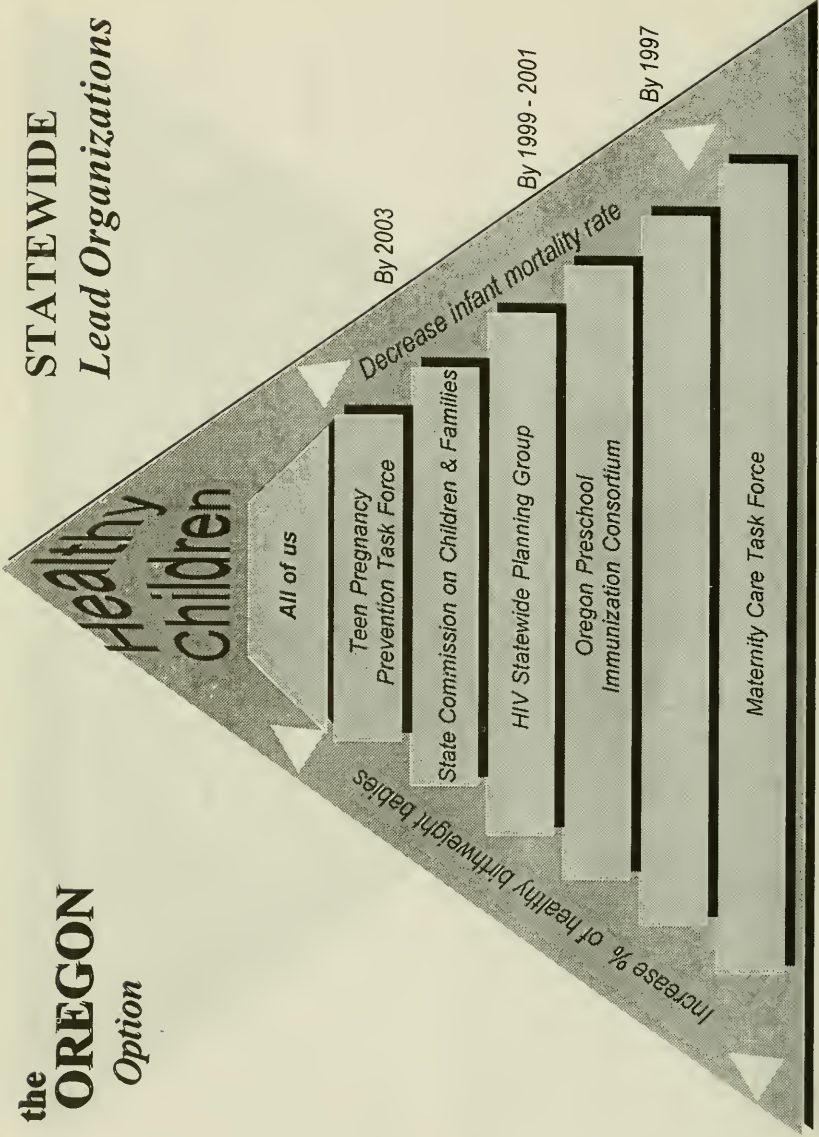 the
OREGON
Option
STATEWIDE
Lead Organizations
Healthy
Children
All of us
Teen Pregnancy
Prevention Task Force
State Commission on Children & Families
HIV Statewide Planning Group
Oregon Preschool
Immunization Consortium
Maternity Care Task Force
Increase % of healthy birthweight babies
Decrease infant mortality rate
By 2003
By 1999 - 2001
By 1997